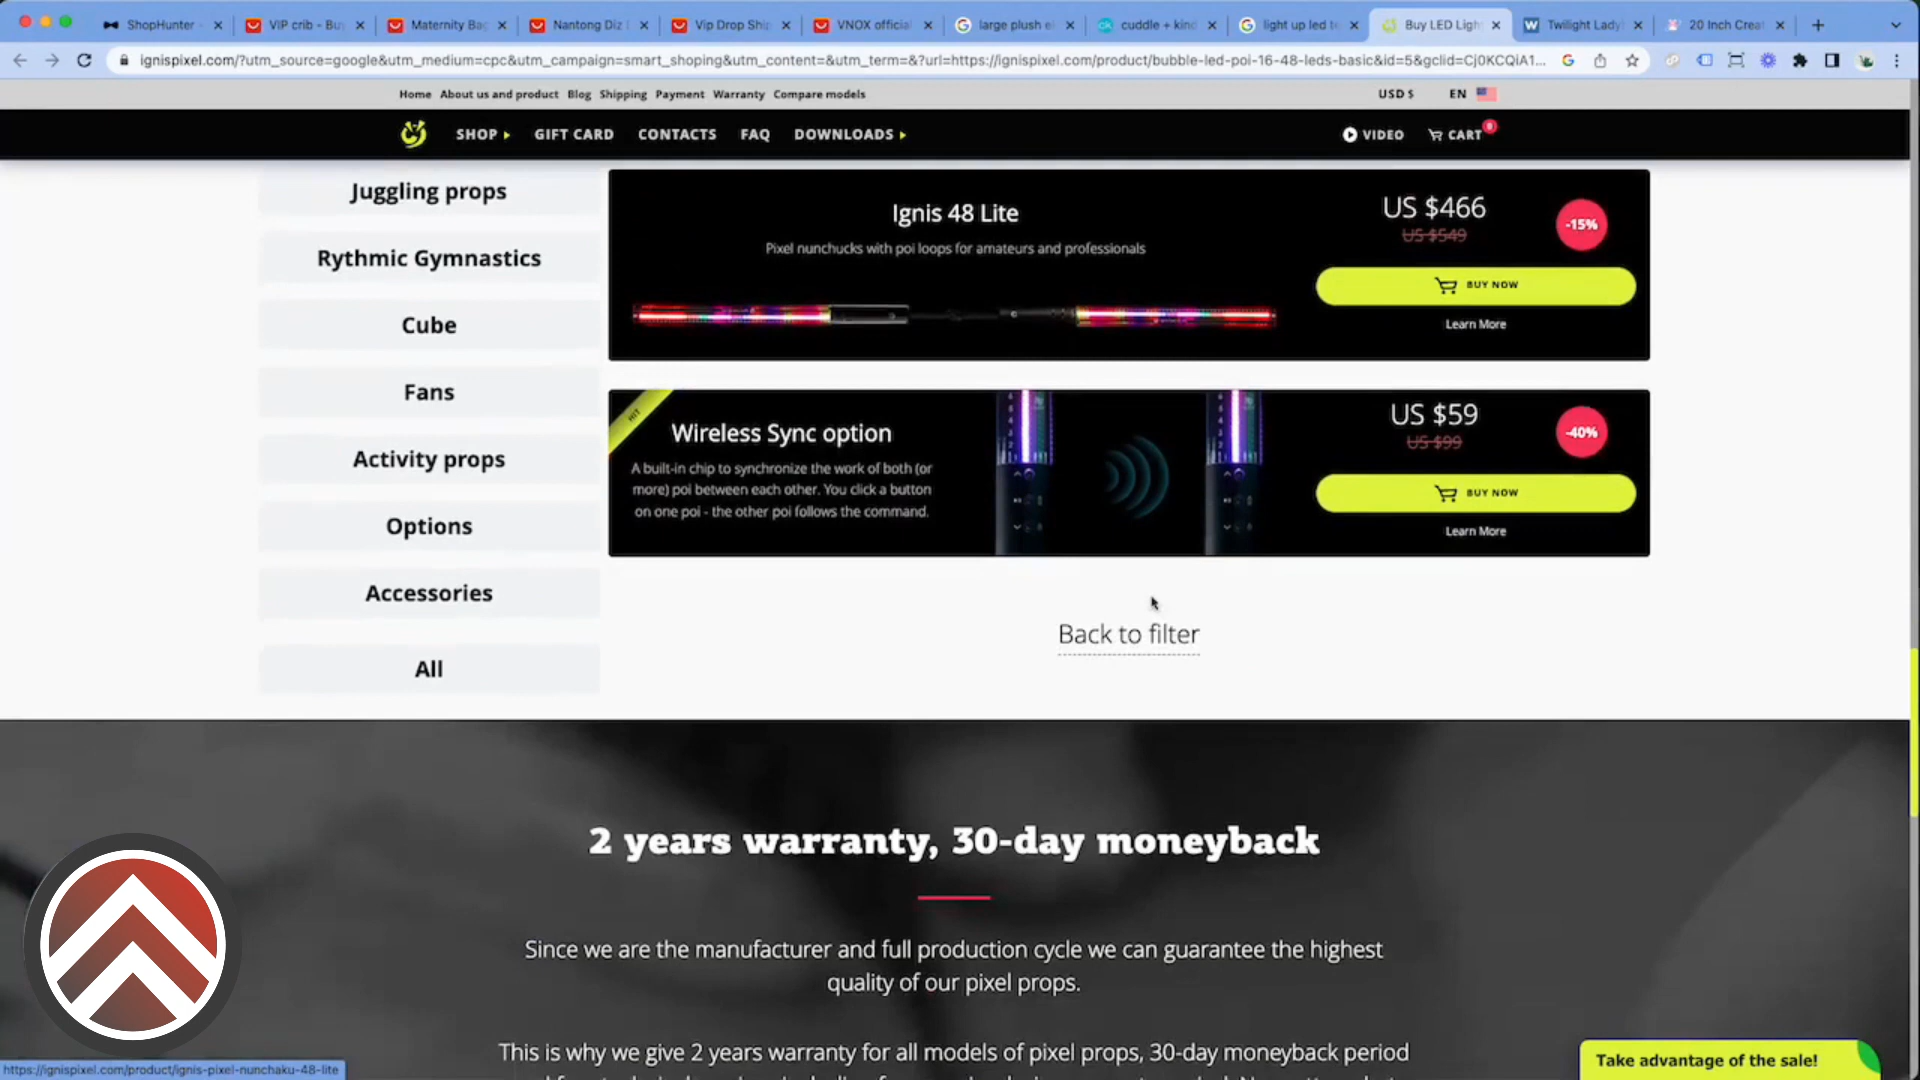 ShopHunter
VIP crib - Bu
Maternity Ba
Nantong Diz
Vip Drop Ship
VNOX official
large plush e
cuddle + kind
light up led t
Buy LED Ligh
Twilight Lady
20 Inch Crea
ignispixel.com/?utm_source=google&utm_medium=cpc&utm_campaign=smart_shoping&utm_content=&utm_term=&?url=https://ignispixel.com/product/bubble-led-poi-16-48-leds-basic&id=5&gclid=Cj0KCQiA1...
Home About us and product Blog Shipping Payment Warranty Compare models
USD $ EN
SHOP GIFT CARD CONTACTS FAQ DOWNLOADS
VIDEO CART
Juggling props
Rythmic Gymnastics
Cube
Fans
Activity props
Options
Accessories
All
Ignis 48 Lite
Pixel nunchucks with poi loops for amateurs and professionals
US $466
US $549
-15%
BUY NOW
Learn More
HIT
Wireless Sync option
A built-in chip to synchronize the work of both (or
more) poi between each other. You click a button
on one poi - the other poi follows the command.
US $59
US $99
-40%
BUY NOW
Learn More
Back to filter
2 years warranty, 30-day moneyback
Since we are the manufacturer and full production cycle we can guarantee the highest
quality of our pixel props.
This is why we give 2 years warranty for all models of pixel props, 30-day moneyback period
Take advantage of the sale!
https://ignispixel.com/product/ignis-pixel-nunchaku-48-lite